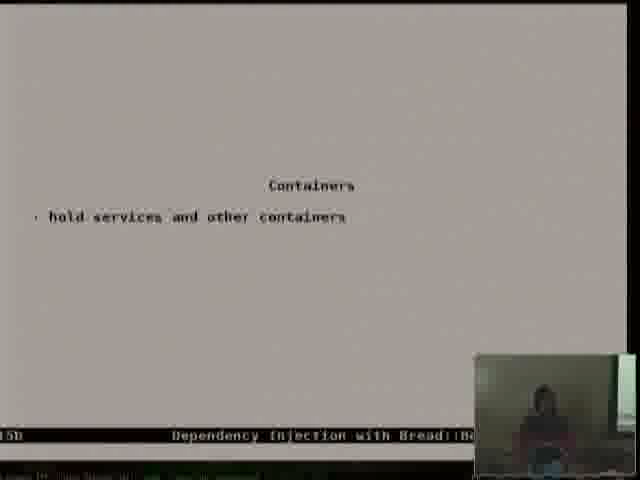 Containers
· hold services and other containers
Dependency Injection with Bread::